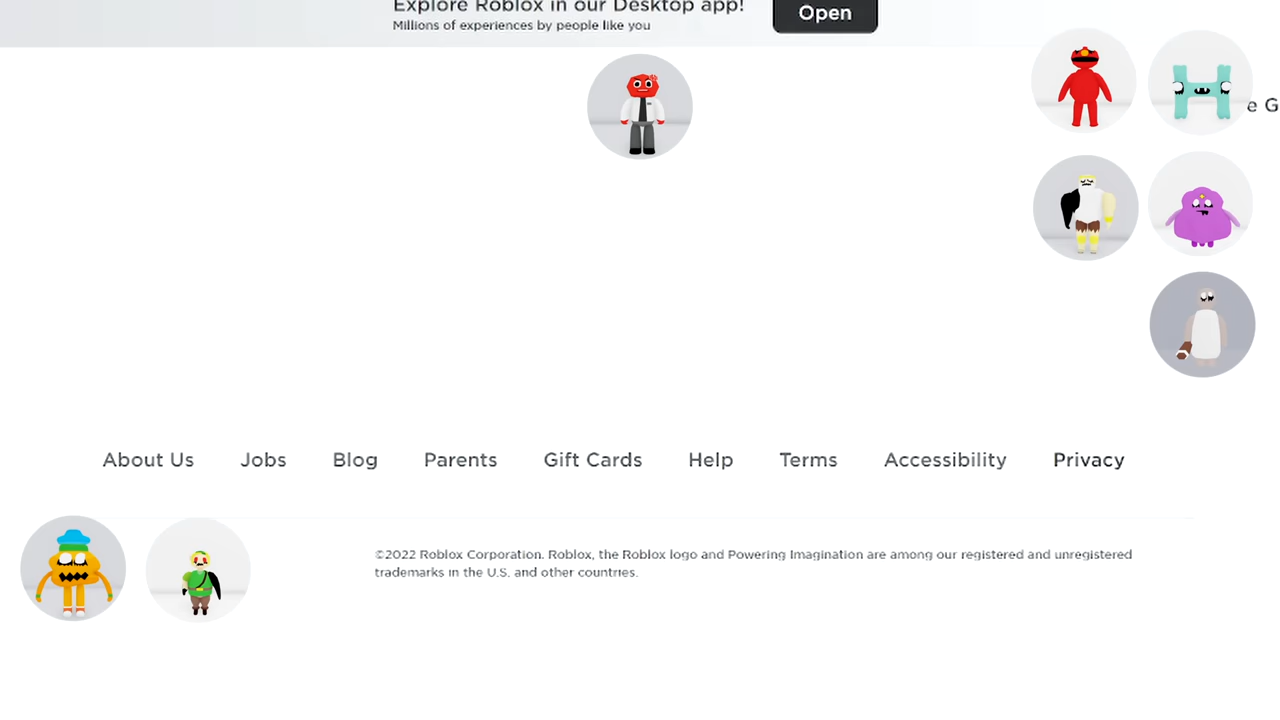 Explore Roblox in our Desktop app!
Millions of experiences by people like you
Open
e G
About Us Jobs Blog Parents Gift Cards Help Terms Accessibility Privacy
©2022 Roblox Corporation. Roblox, the Roblox logo and Powering Imagination are among our registered and unregistered
trademarks in the U.S. and other countries.